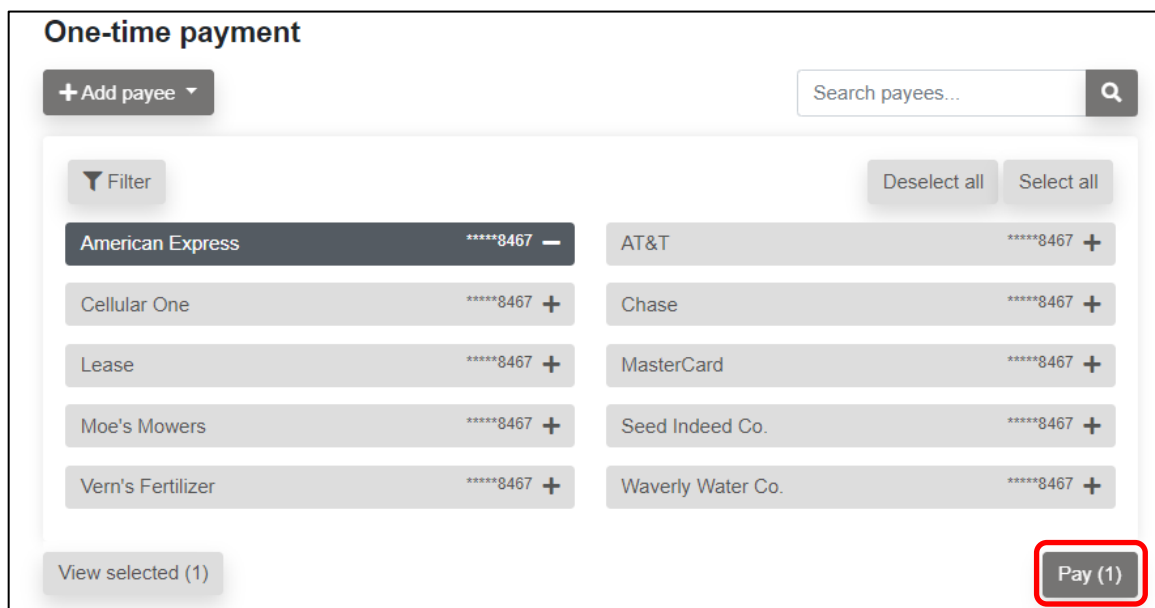 One-time payment
Add payee
Search payees...
Filter
Deselect all
Select all
American Express *****8467
AT&T *****8467
Cellular One *****8467
Chase *****8467
Lease *****8467
MasterCard *****8467
Moe's Mowers *****8467
Seed Indeed Co. *****8467
Vern's Fertilizer *****8467
Waverly Water Co. *****8467
View selected (1)
Pay (1)